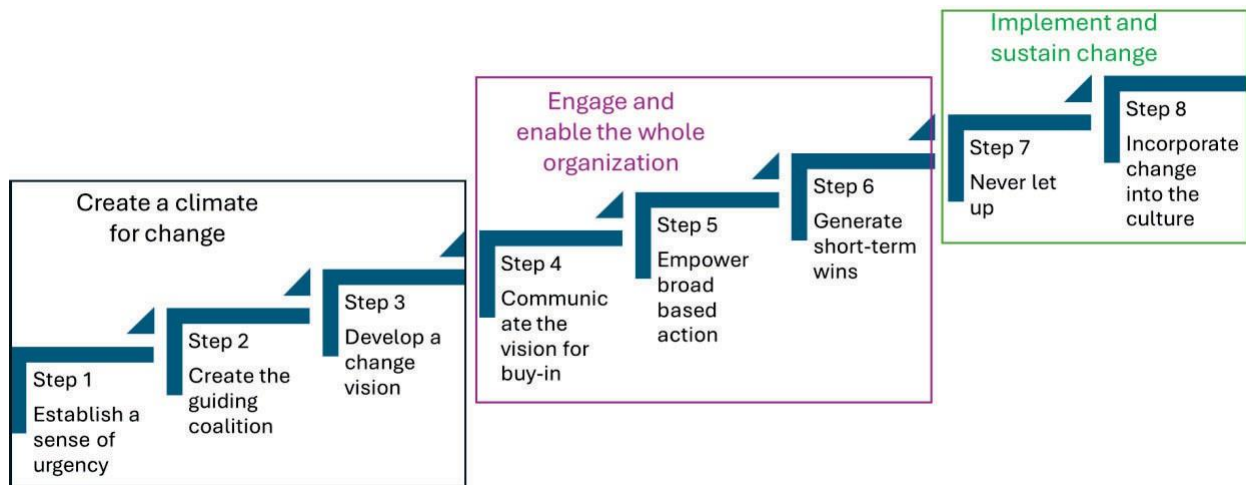 Create a climate
for change
Step 1
Establish a
sense of
urgency
Step 2
Create the
guiding
coalition
Step 3
Develop a
change
vision
Engage and
enable the whole
organization
Step 4
Communic
ate the
vision for
buy-in
Step 5
Empower
broad
based
action
Step 6
Generate
short-term
wins
Implement and
sustain change
Step 7
Never let
up
Step 8
Incorporate
change
into the
culture